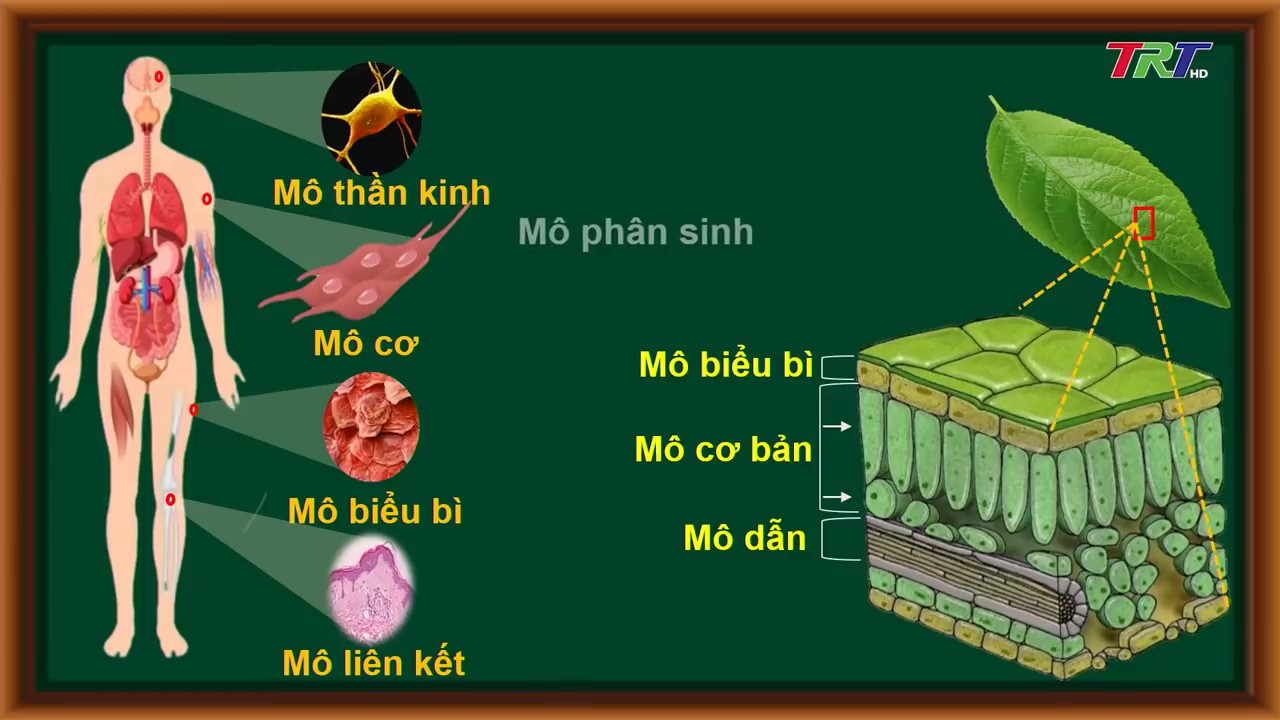 TRT HD
Mô thần kinh
Mô phân sinh
Mô cơ
Mô biểu bì
Mô cơ bản
Mô biểu bì
Mô dẫn
Mô liên kết